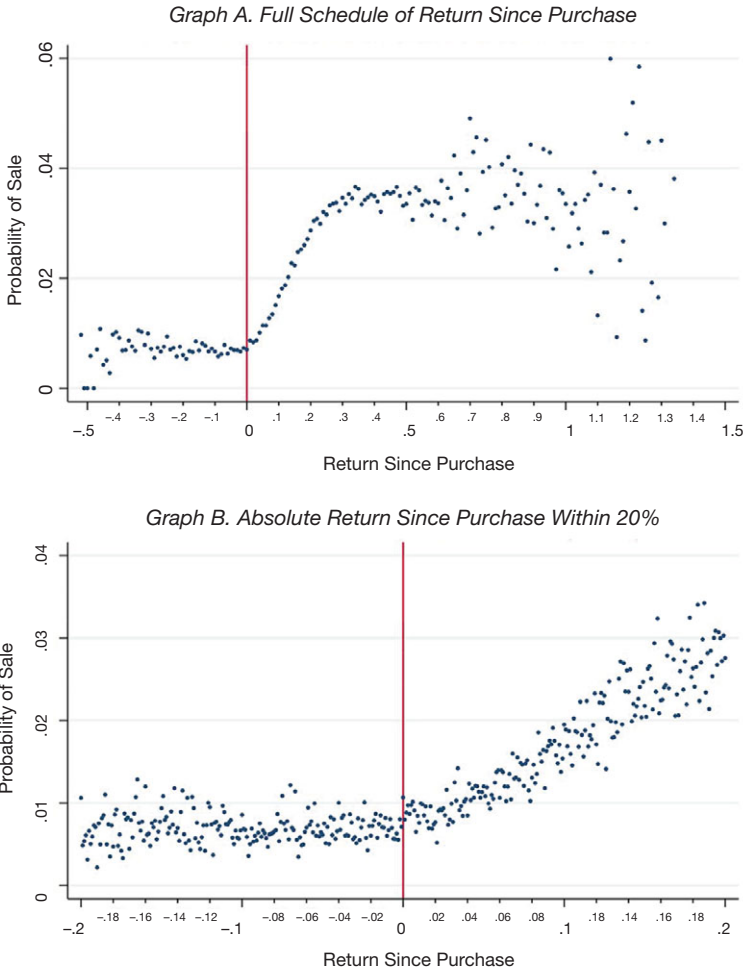 Graph A. Full Schedule of Return Since Purchase
.06
.04
.02
0
Probability of Sale
–.5 –.4 –.3 –.2 –.1 0 .1 .2 .3 .4 .5 .6 .7 .8 .9 1 1.1 1.2 1.3 1.4 1.5
Return Since Purchase
Graph B. Absolute Return Since Purchase Within 20%
.04
.03
.02
.01
0
Probability of Sale
–.2 –.18 –.16 –.14 –.12 –.1 –.08 –.06 –.04 –.02 0 .02 .04 .06 .08 .1 .18 .14 .16 .18 .2
Return Since Purchase